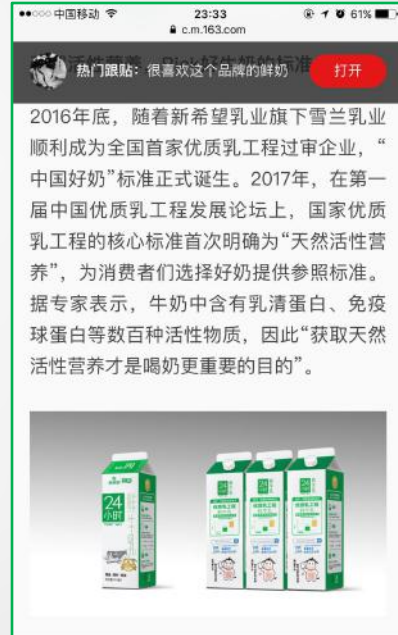 中国移动
23:33
61%
c.m.163.com
热门跟贴：很喜欢这个品牌的鲜奶
打开
2016年底，随着新希望乳业旗下雪兰乳业
顺利成为全国首家优质乳工程过审企业，“
中国好奶”标准正式诞生。2017年，在第一
届中国优质乳工程发展论坛上，国家优质
乳工程的核心标准首次明确为“天然活性营
养”，为消费者们选择好奶提供参照标准。
据专家表示，牛奶中含有乳清蛋白、免疫
球蛋白等数百种活性物质，因此“获取天然
活性营养才是喝奶更重要的目的”。
24
小时
24
24
24